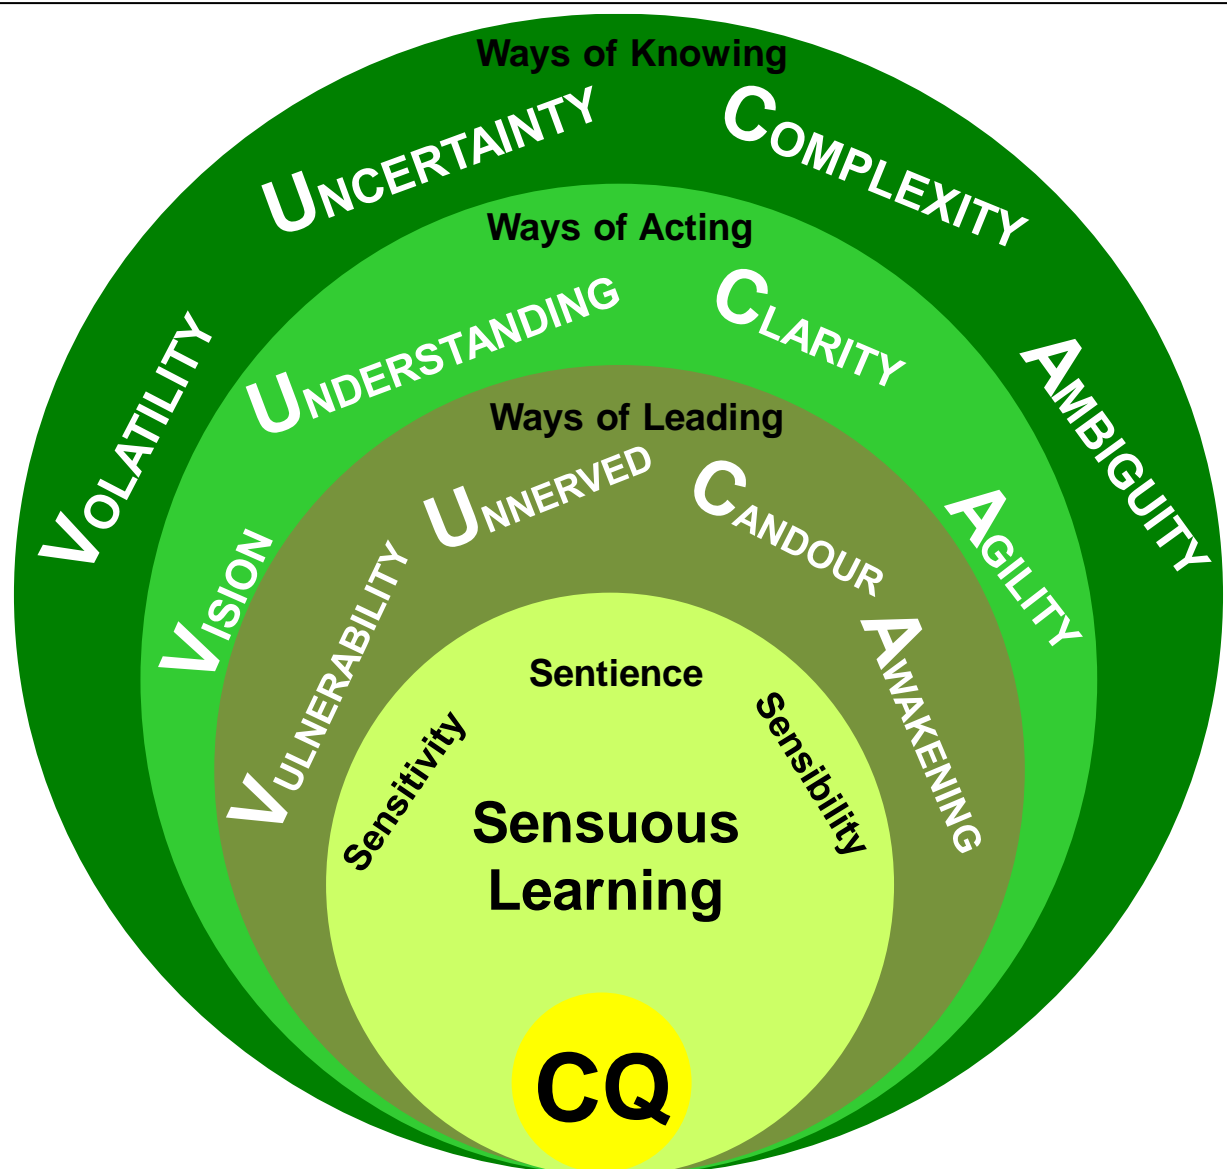 Ways of Knowing
VOLATILITY
UNCERTAINTY
COMPLEXITY
AMBIGUITY
Ways of Acting
VISION
UNDERSTANDING
CLARITY
AGILITY
Ways of Leading
VULNERABILITY
UNNERVED
CANDOUR
AWAKENING
Sensitivity
Sentience
Sensibility
Sensuous
Learning
CQ